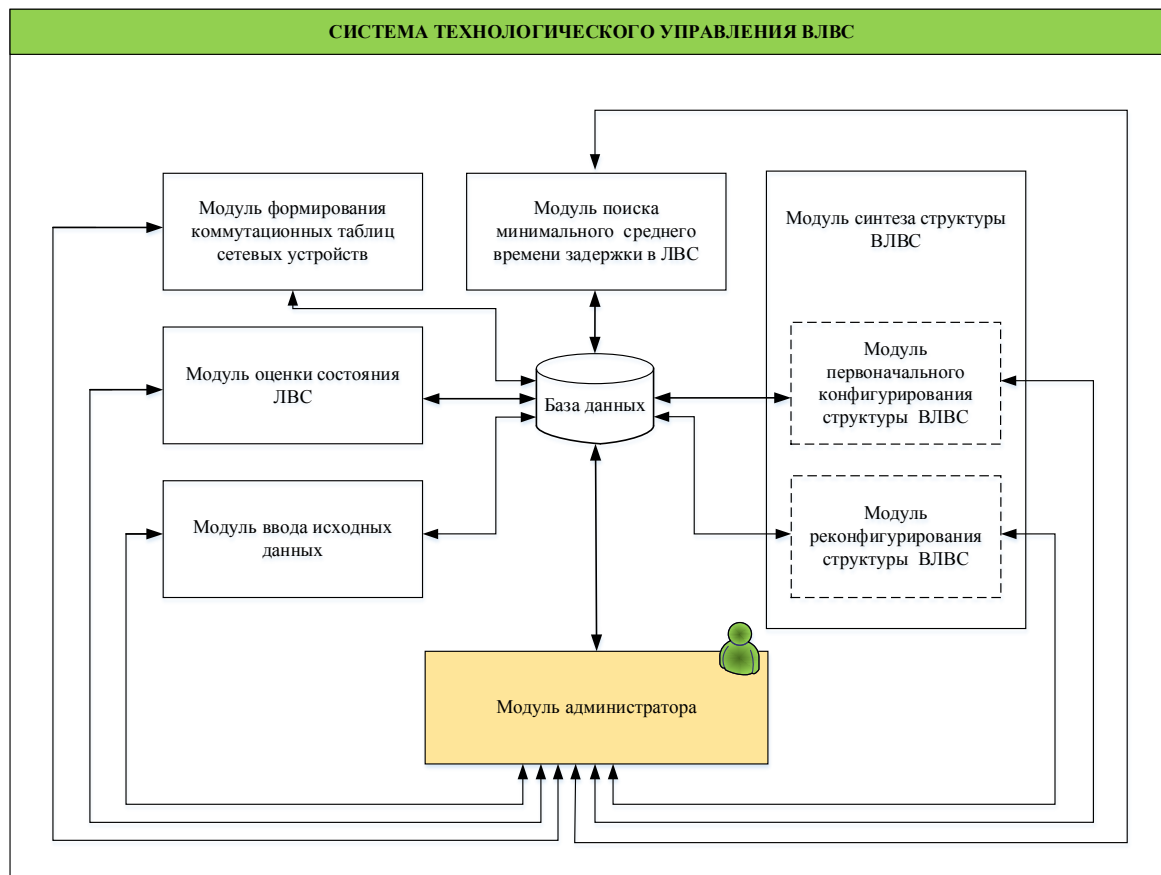 СИСТЕМА ТЕХНОЛОГИЧЕСКОГО УПРАВЛЕНИЯ ВЛВС
Модуль формирования
коммутационных таблиц
сетевых устройств
Модуль поиска
минимального среднего
времени задержки в ЛВС
Модуль синтеза структуры
ВЛВС
Модуль оценки состояния
ЛВС
База данных
Модуль
первоначального
конфигурирования
структуры ВЛВС
Модуль ввода исходных
данных
Модуль
реконфигурирования
структуры ВЛВС
Модуль администратора